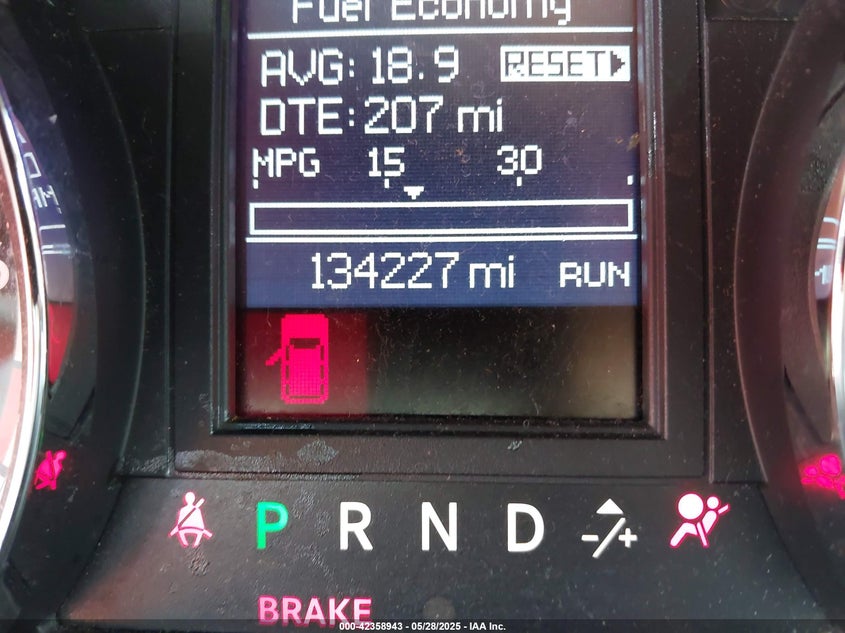 Fuel Economy
AVG: 18.9 RESET
DTE: 207 mi
MPG 15 30
134227 mi RUN
P R N D -/+
BRAKE
000-42358943 - 05/28/2025 - IAA Inc.